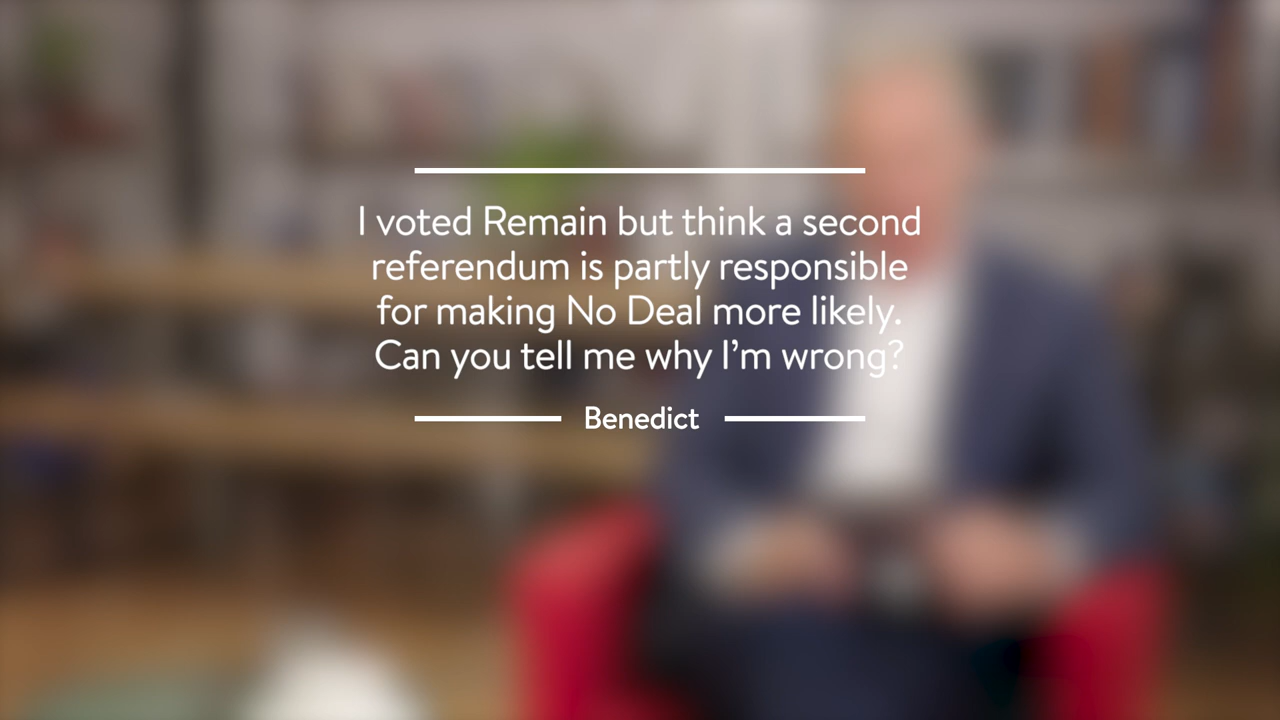 I voted Remain but think a second
referendum is partly responsible
for making No Deal more likely.
Can you tell me why I’m wrong?
Benedict